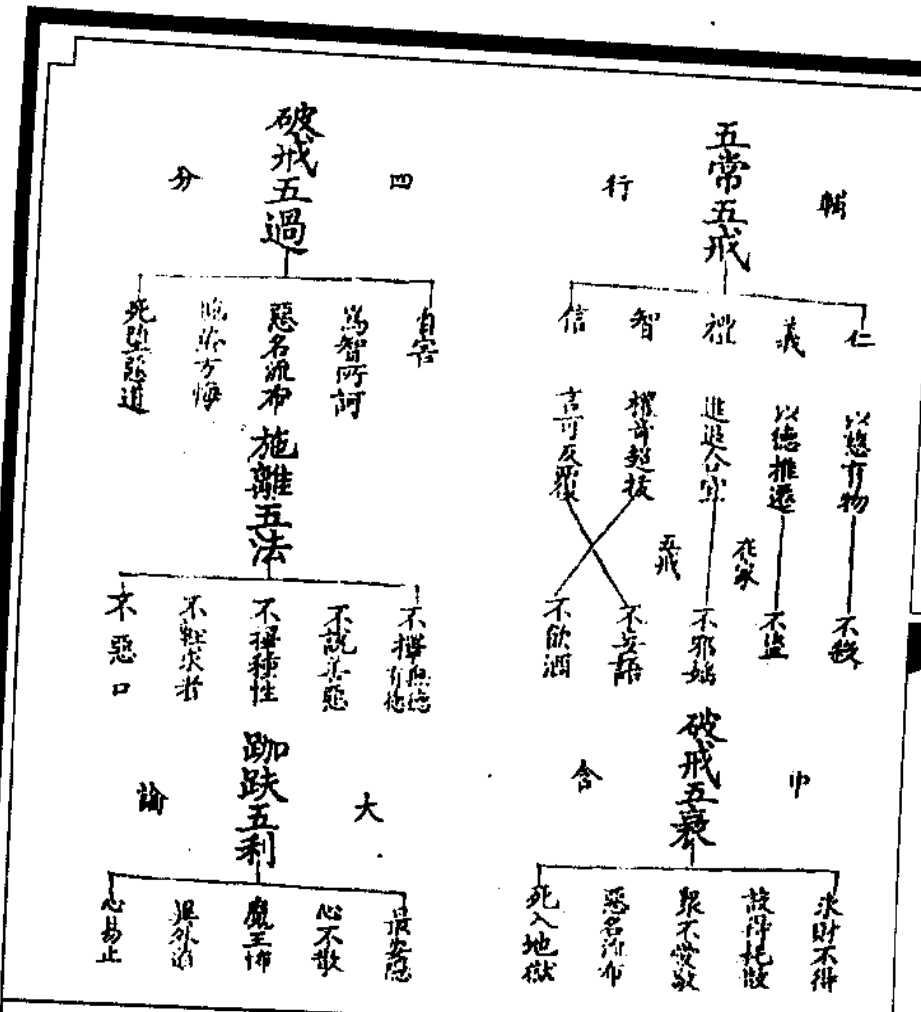 五常五戒
輔行
仁
義
禮
智
信
以慈育物
以德推遷
進退合宜
權奇超拔
言可反覆
在家五戒
不殺
不盜
不邪婬
不妄語
不飲酒
破戒五衰
中含
求財不得
設得耗散
眾不愛敬
惡名流布
死入地獄
破戒五過
四分
自害
為智所訶
惡名流布
臨終方悔
死墮惡道
施離五法
不擇無德有德
不說善惡
不擇種性
不輕求者
不惡口
跏趺五利
大論
最安隱
心不散
魔王怖
異外道
心易止